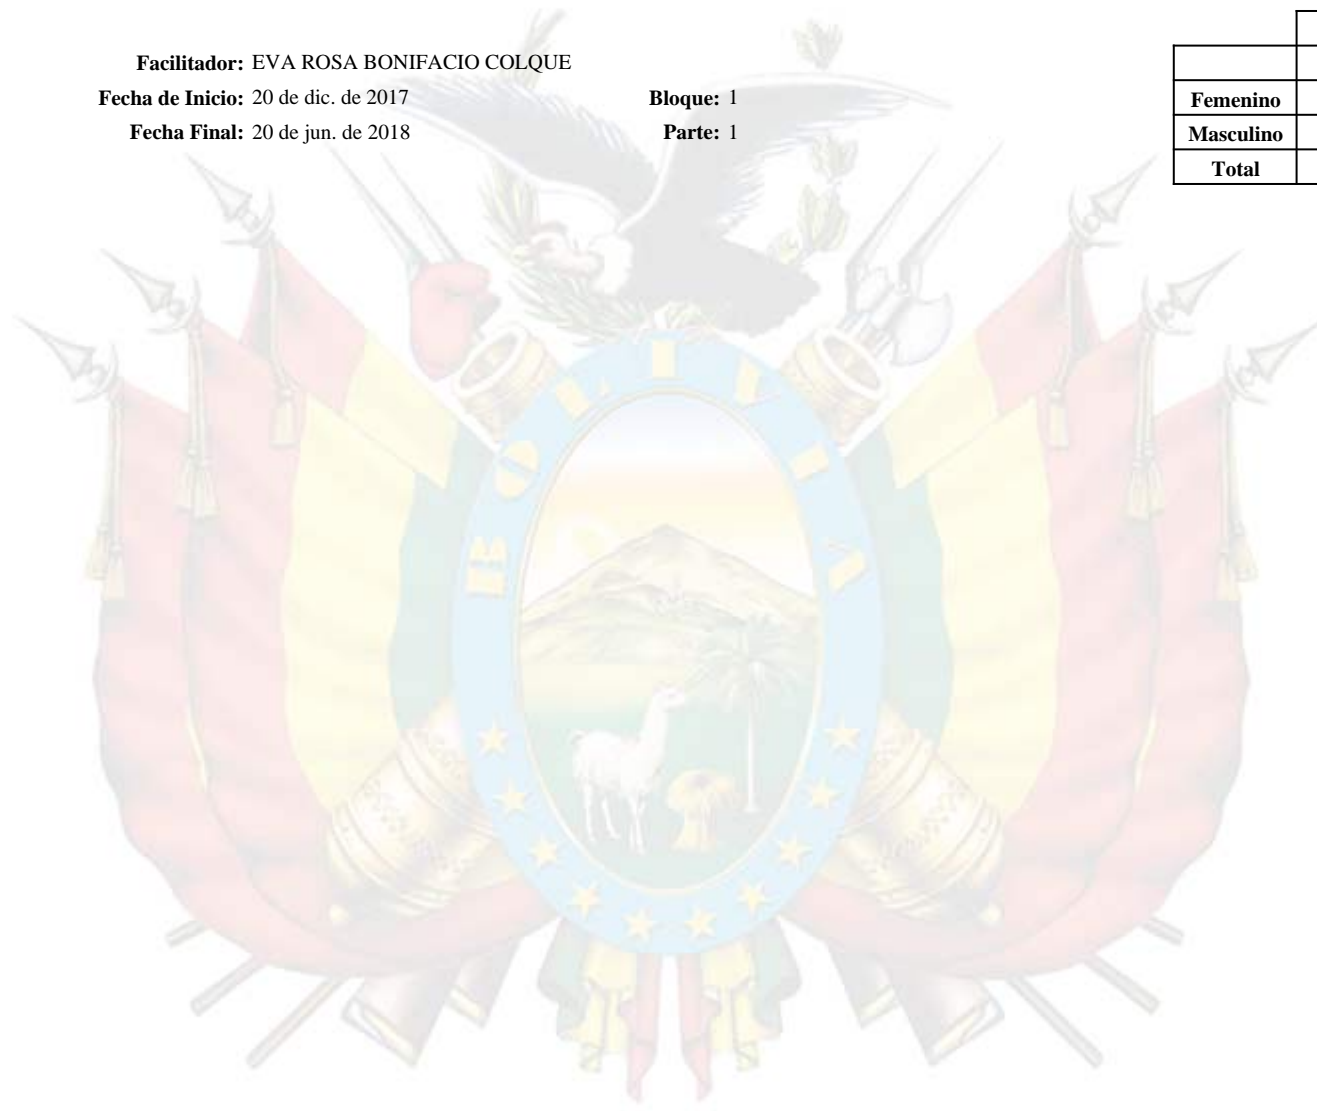 Facilitador: EVA ROSA BONIFACIO COLQUE
Fecha de Inicio: 20 de dic. de 2017 Bloque: 1
Fecha Final: 20 de jun. de 2018 Parte: 1
Femenino
Masculino
Total
BOLIVIA